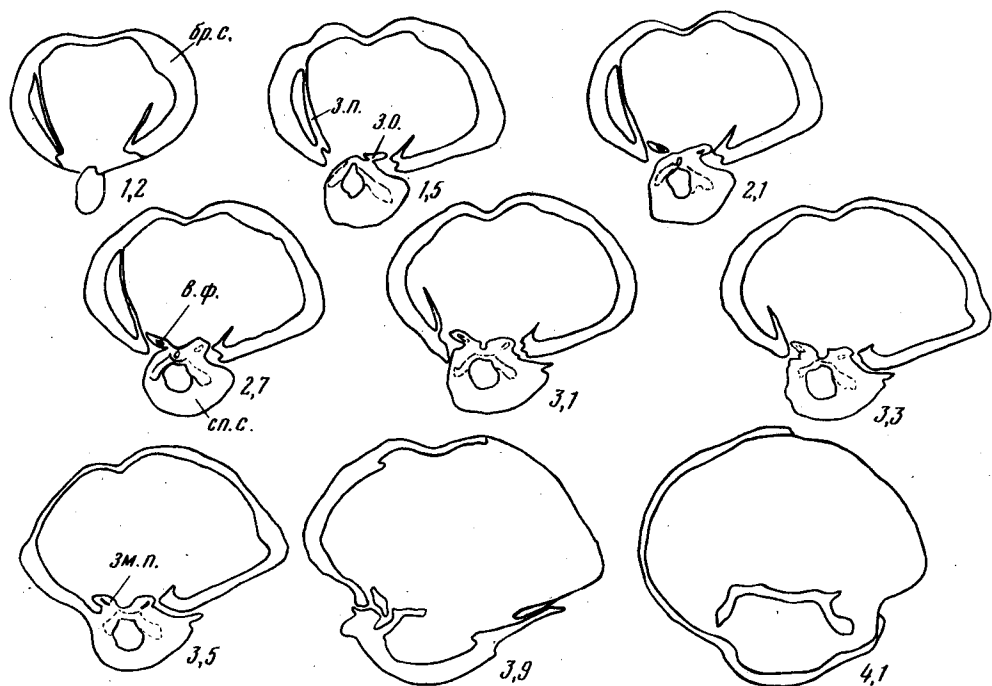 бр. с.
з.п.
з.о.
1,2
1,5
2,1
в.ф.
сп.с.
2,7
3,1
3,3
зм.п.
3,5
3,9
4,1